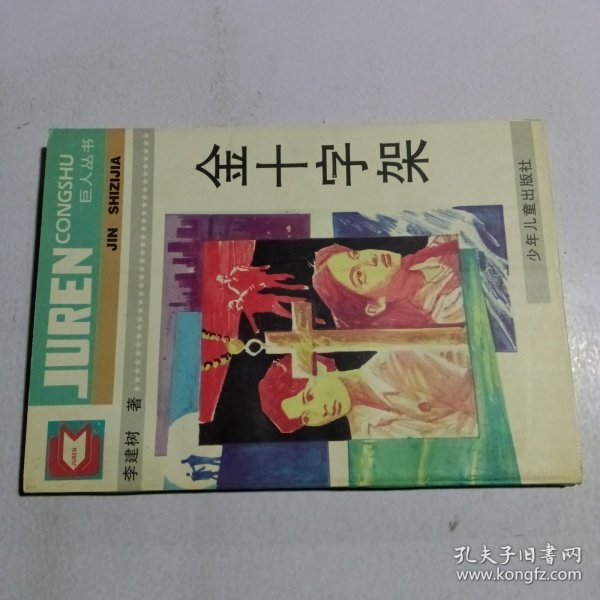 JUREN
CONGSHU
巨人丛书
JIN SHIZIJIA
金十字架
李建树 著
JUREN
少年儿童出版社
孔夫子旧书网
www.kongfz.com